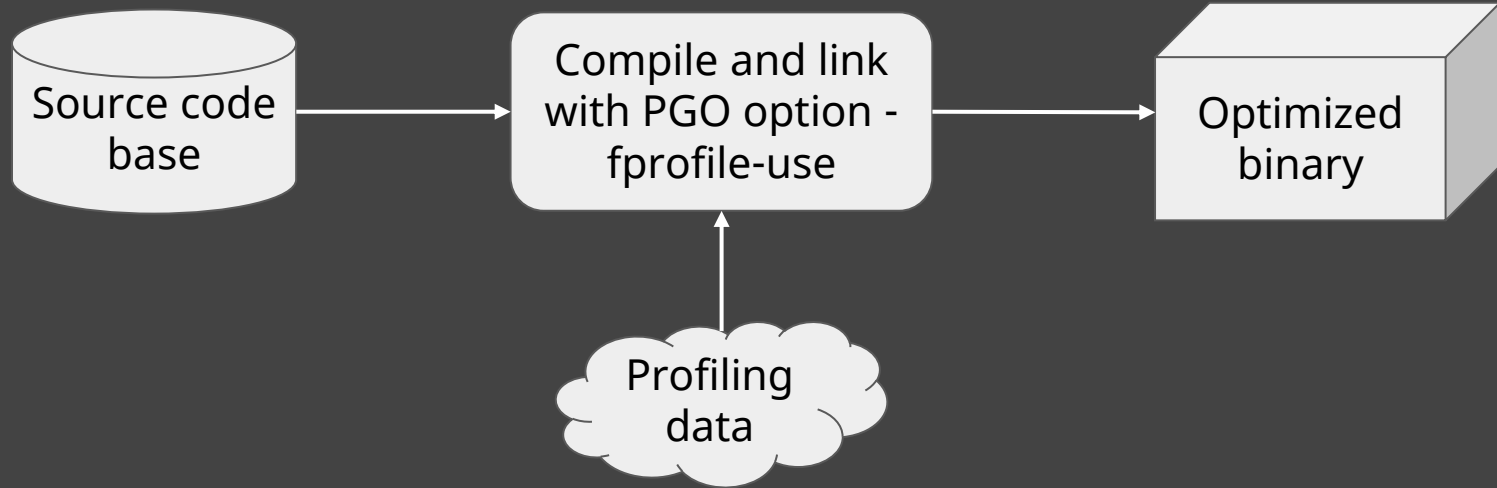 Source code
base
Compile and link
with PGO option -
fprofile-use
Optimized
binary
Profiling
data